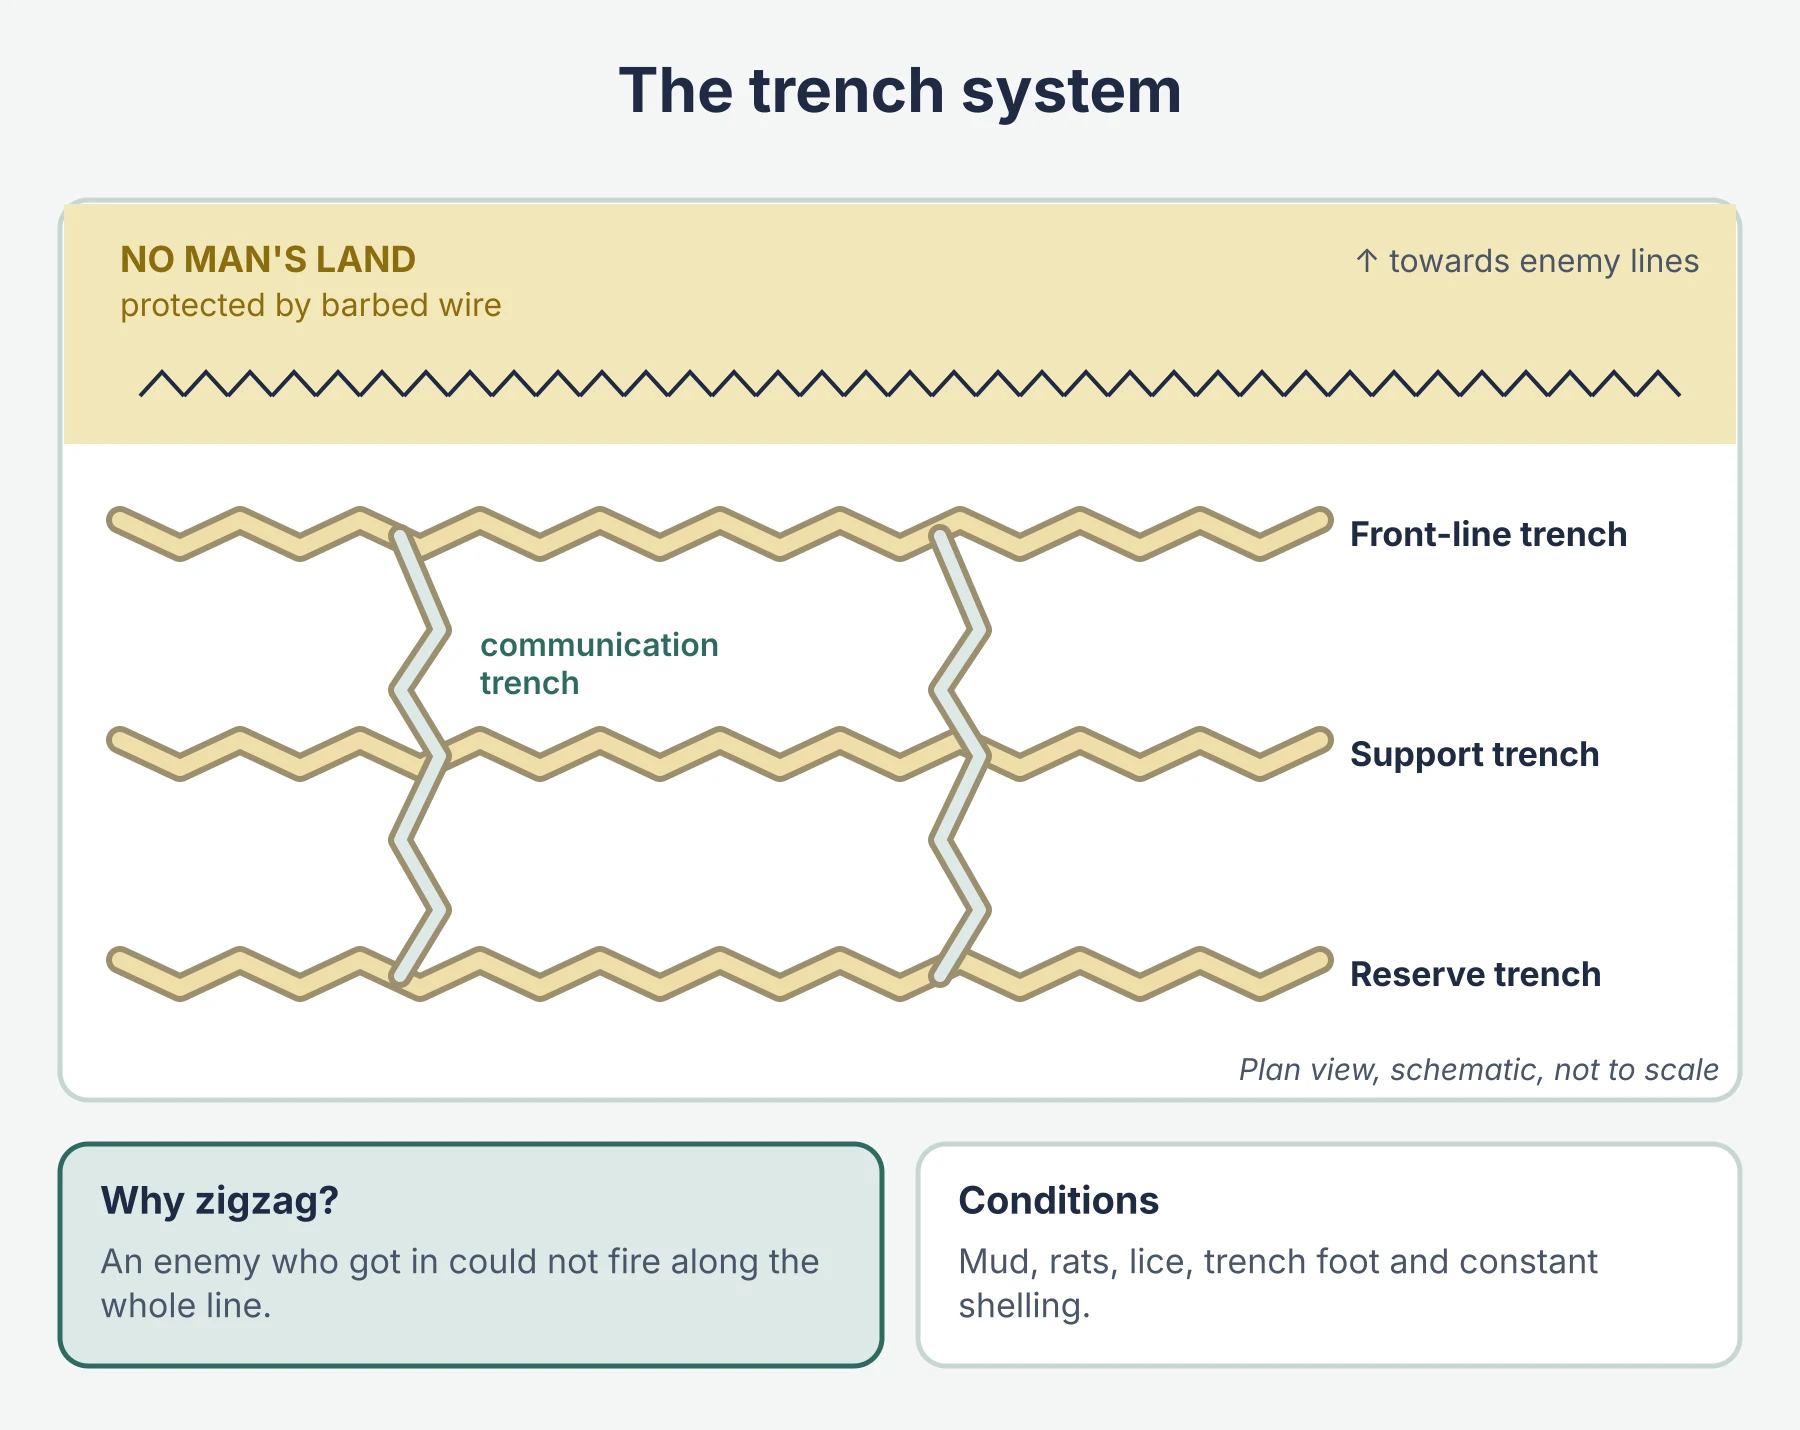 The trench system
NO MAN'S LAND
↑ towards enemy lines
protected by barbed wire
Front-line trench
communication
trench
Support trench
Reserve trench
Plan view, schematic, not to scale
Why zigzag?
An enemy who got in could not fire along the
whole line.
Conditions
Mud, rats, lice, trench foot and constant
shelling.